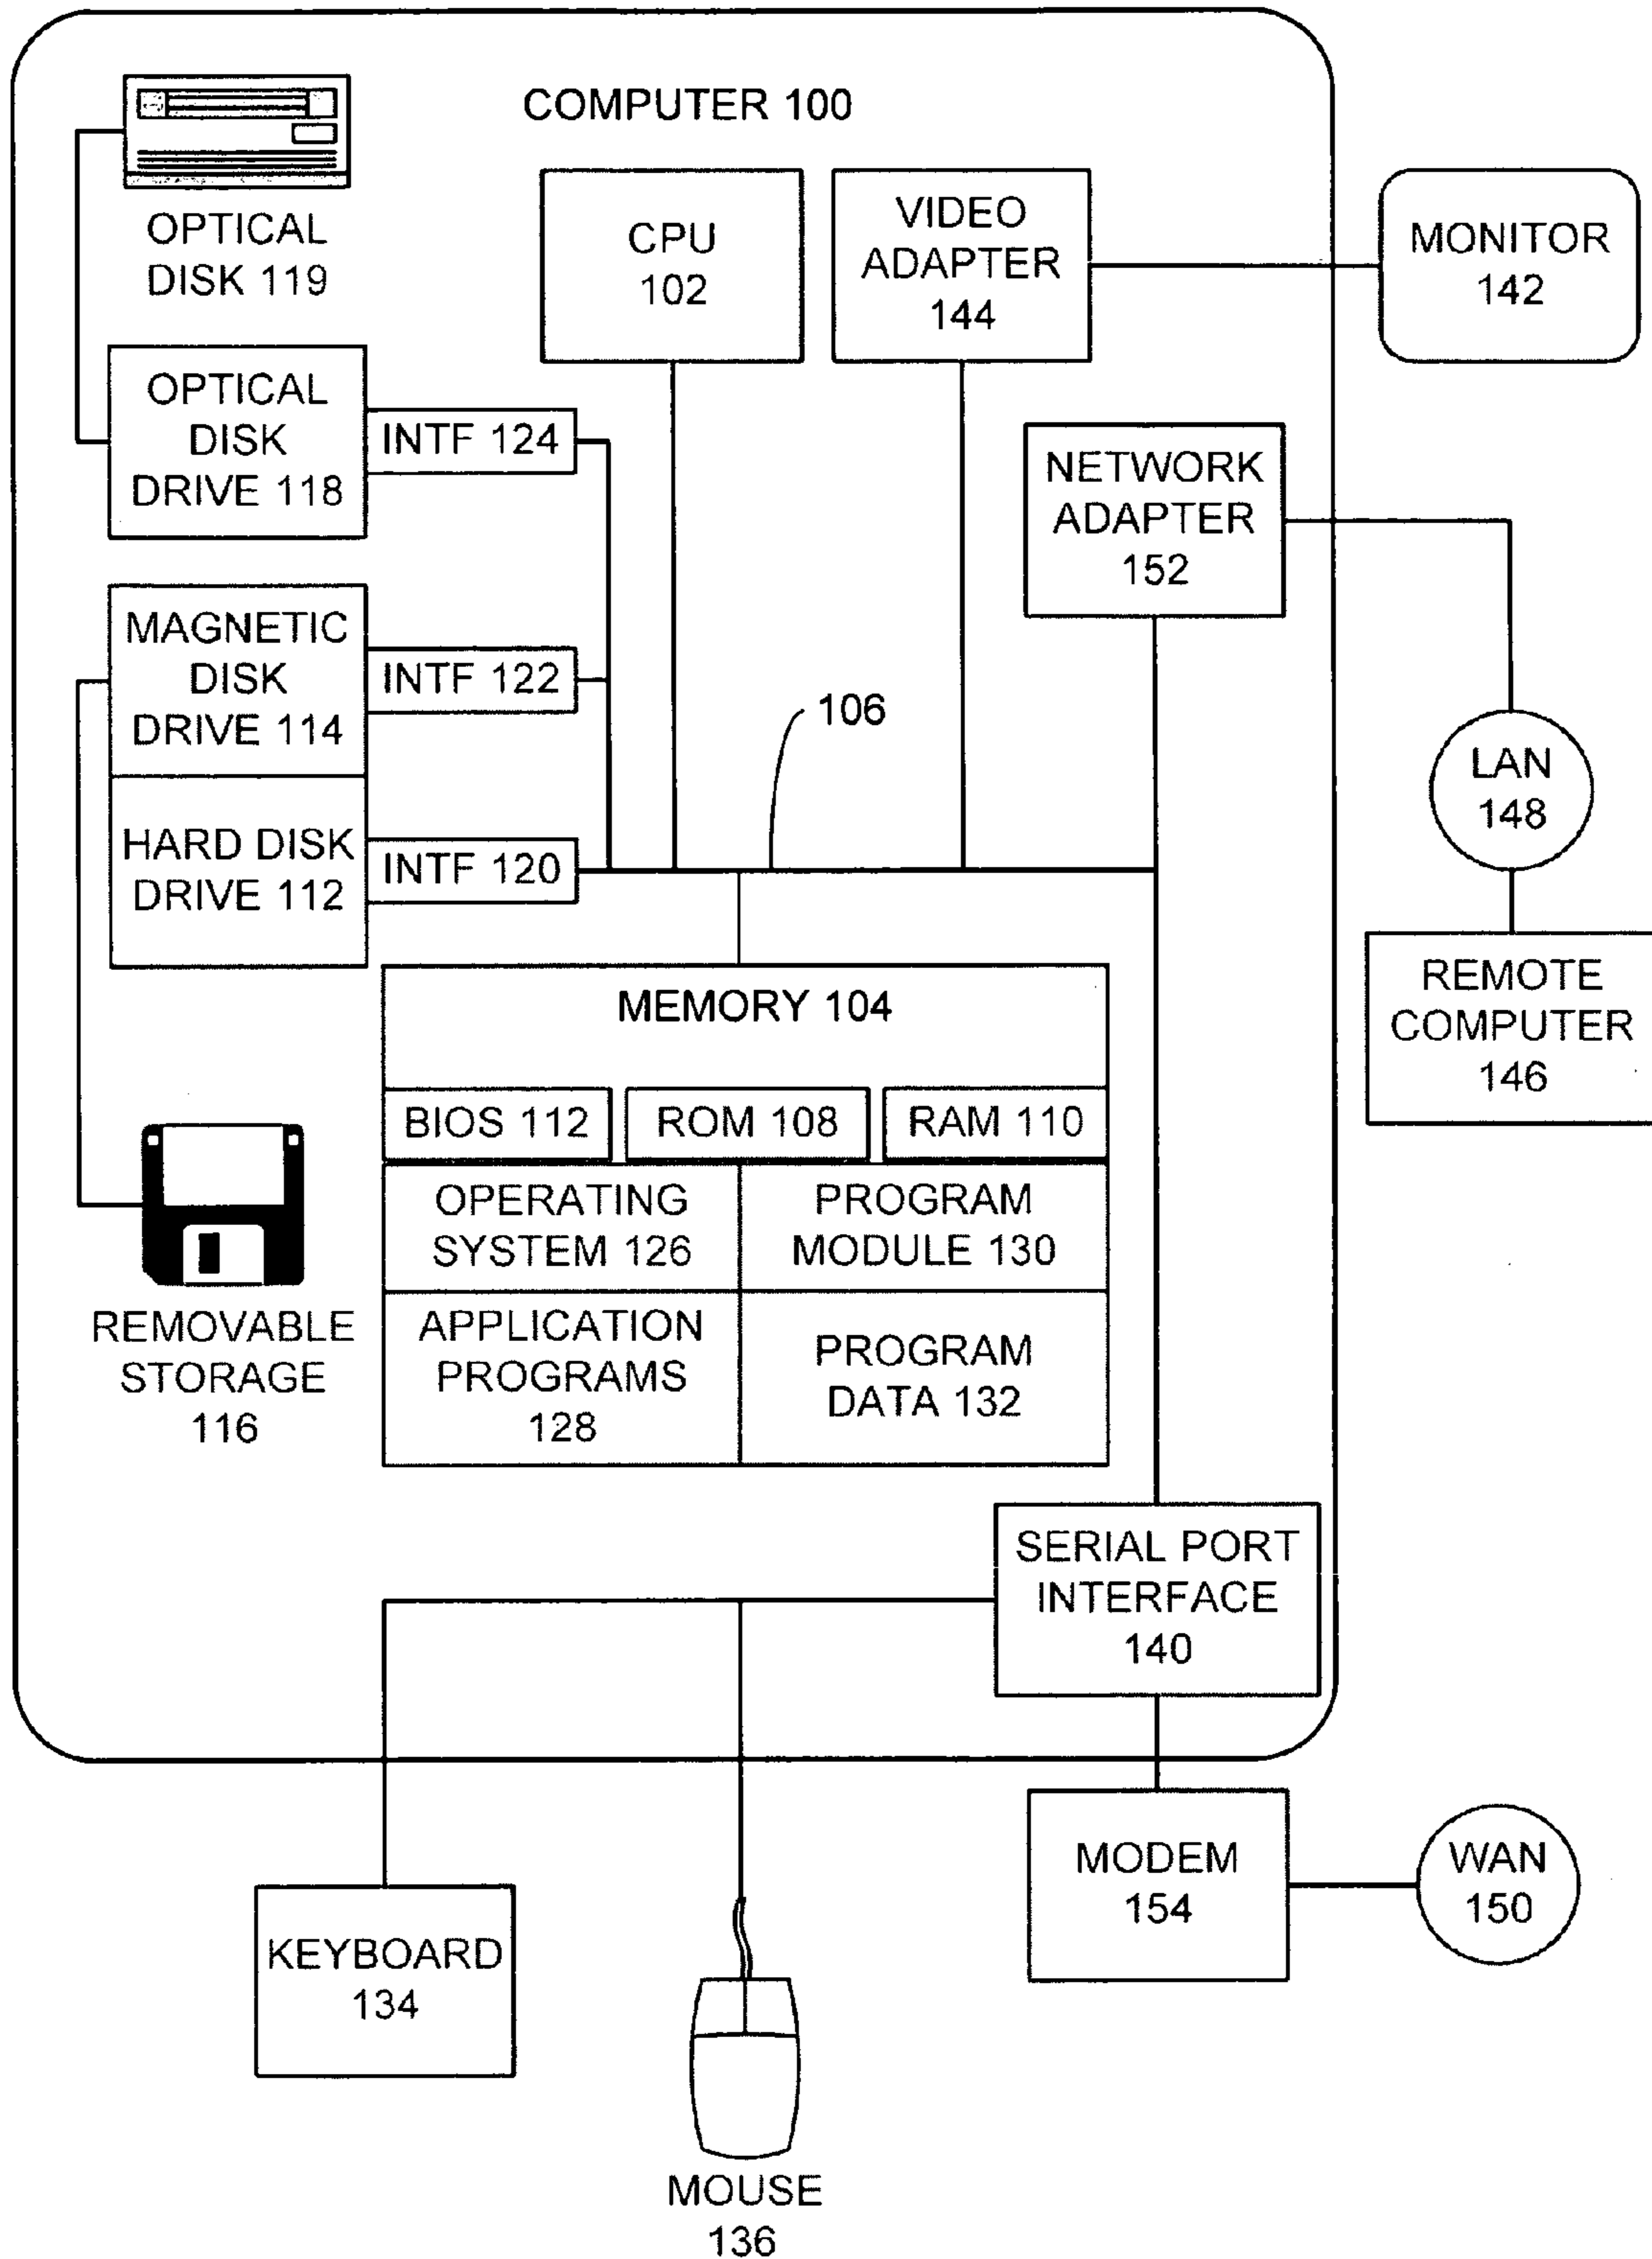 COMPUTER 100
OPTICAL
DISK 119
CPU
102
VIDEO
ADAPTER
144
MONITOR
142
OPTICAL
DISK
DRIVE 118
INTF 124
NETWORK
ADAPTER
152
MAGNETIC
DISK
DRIVE 114
INTF 122
106
LAN
148
HARD DISK
DRIVE 112
INTF 120
REMOTE
COMPUTER
146
MEMORY 104
BIOS 112
ROM 108
RAM 110
OPERATING
SYSTEM 126
PROGRAM
MODULE 130
REMOVABLE
STORAGE
116
APPLICATION
PROGRAMS
128
PROGRAM
DATA 132
SERIAL PORT
INTERFACE
140
MODEM
154
WAN
150
KEYBOARD
134
MOUSE
136